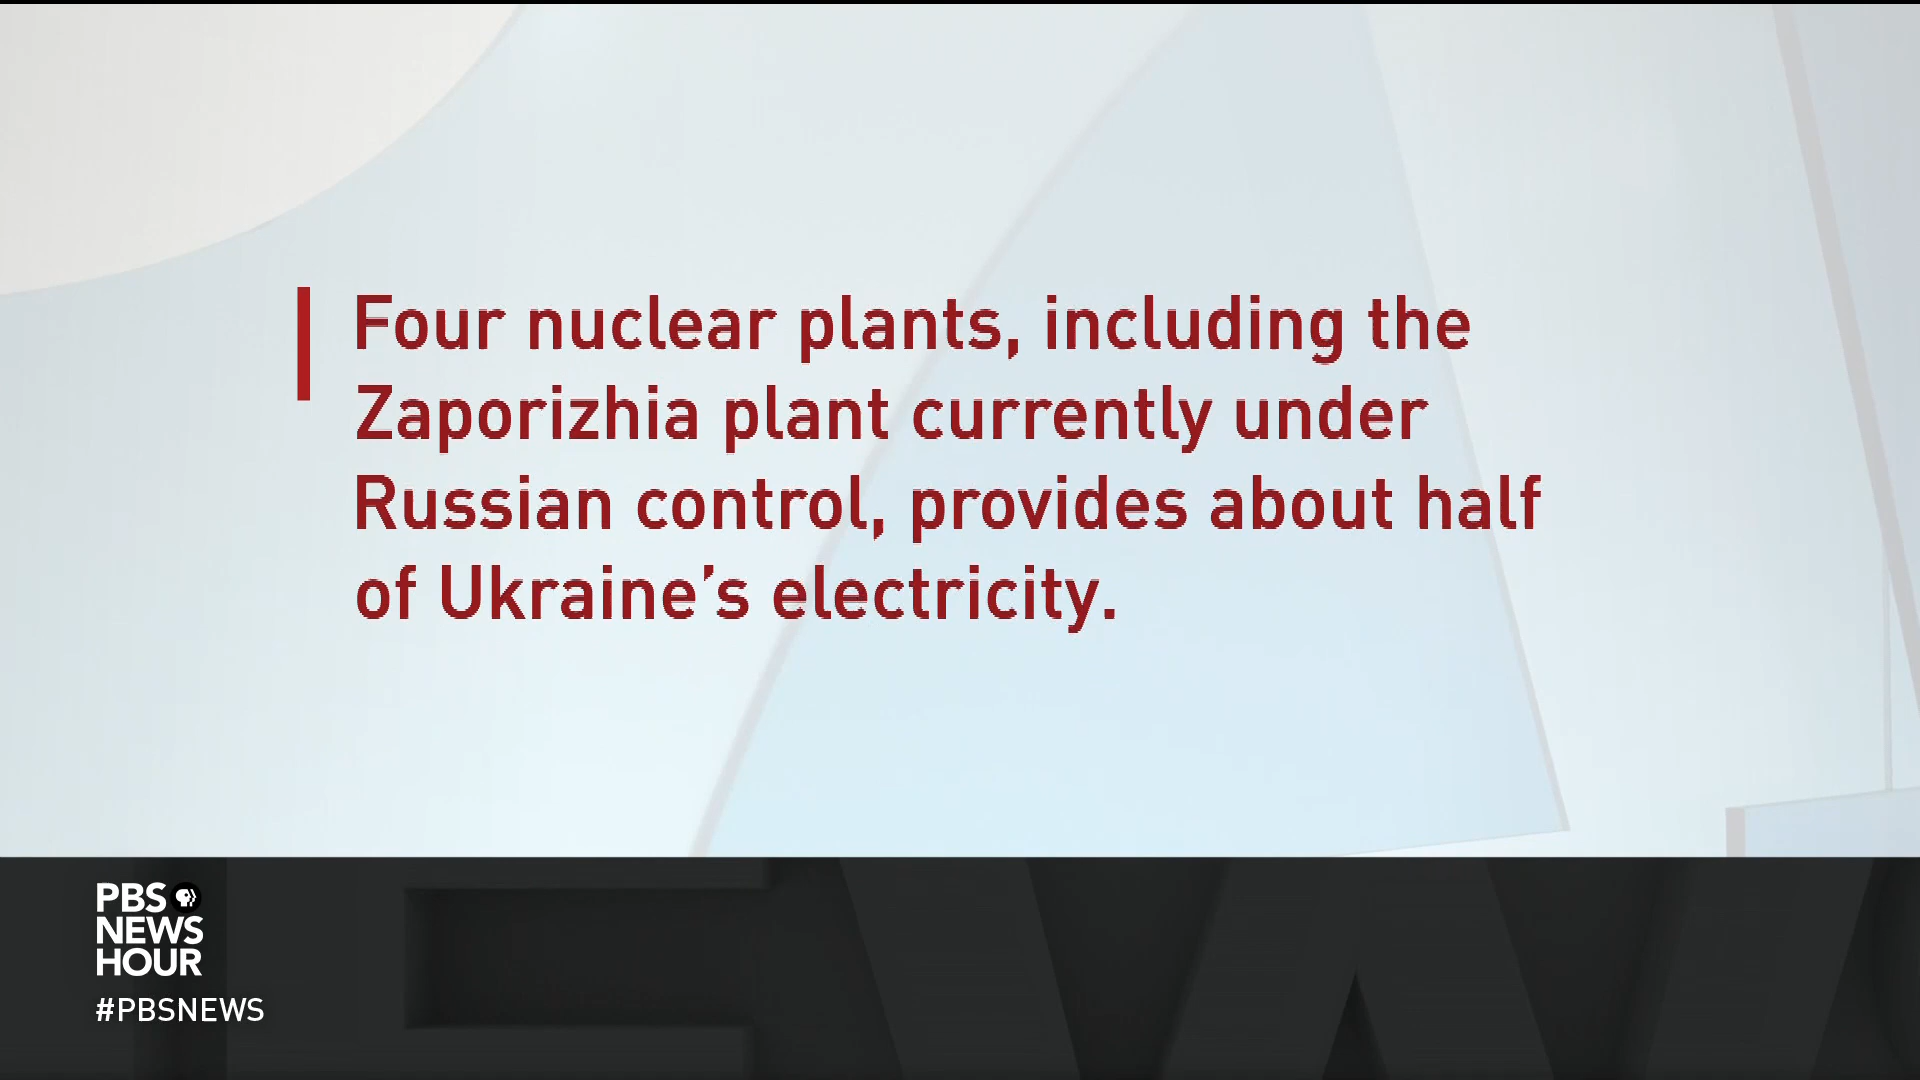 Four nuclear plants, including the
Zaporizhia plant currently under
Russian control, provides about half
of Ukraine’s electricity.
PBS
NEWS
HOUR
#PBSNEWS